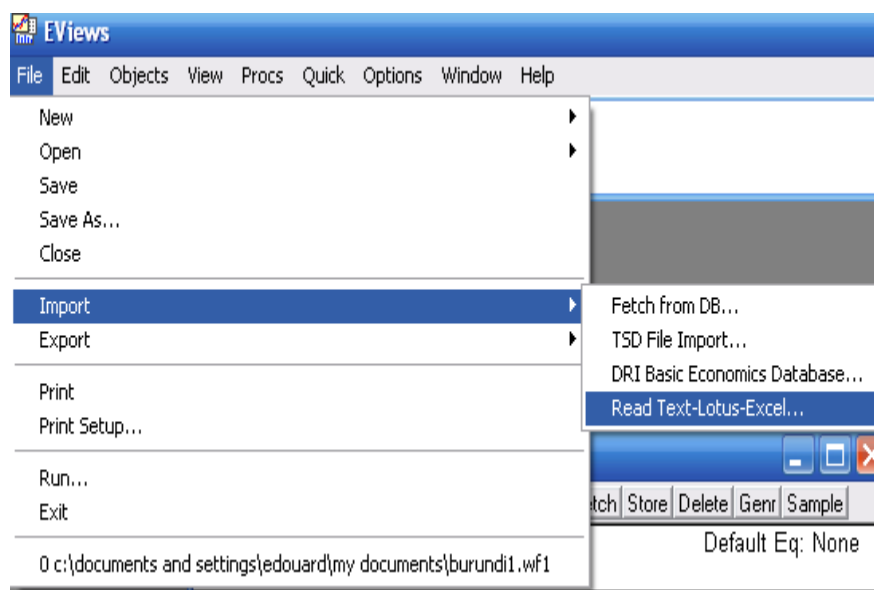 EViews
File Edit Objects View Procs Quick Options Window Help
New
Open
Save
Save As...
Close
Import
Export
Print
Print Setup...
Run...
Exit
0 c:\documents and settings\edouard\my documents\burundi1.wf1
Fetch from DB...
TSD File Import...
DRI Basic Economics Database...
Read Text-Lotus-Excel...
Store Delete Genr Sample
Default Eq: None